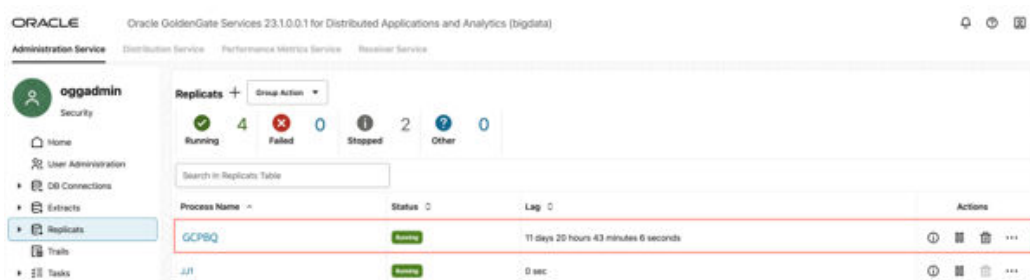 ORACLE Oracle GoldenGate Services 23.1.0.0.1 for Distributed Applications and Analytics (bigdata)
Administration Service Distribution Service Performance Metrics Service Receiver Service
oggadmin
Security
Home
User Administration
DB Connections
Extracts
Replicats
Trails
Tasks
Replicats + Group Action
4 0 2 0
Running Failed Stopped Other
Search in Replicats Table
Process Name Status Lag Actions
GCPBQ Running 11 days 20 hours 43 minutes 6 seconds
JJ1 Running 0 sec